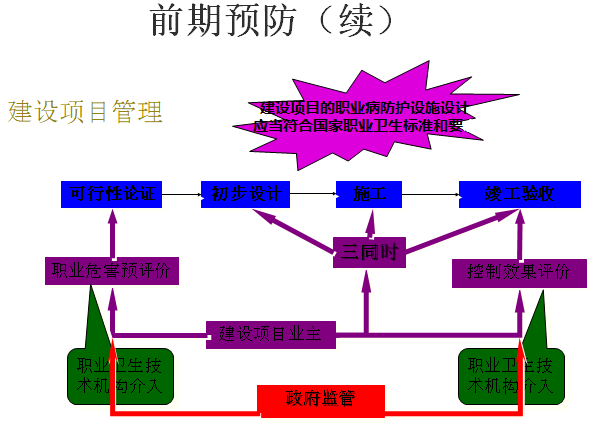 前期预防（续）
建设项目管理
建设项目的职业病防护设施设计
应当符合国家职业卫生标准和要
可行性论证
初步设计
施工
竣工验收
三同时
职业危害预评价
控制效果评价
建设项目业主
职业卫生技
术机构介入
职业卫生技
术机构介入
政府监管